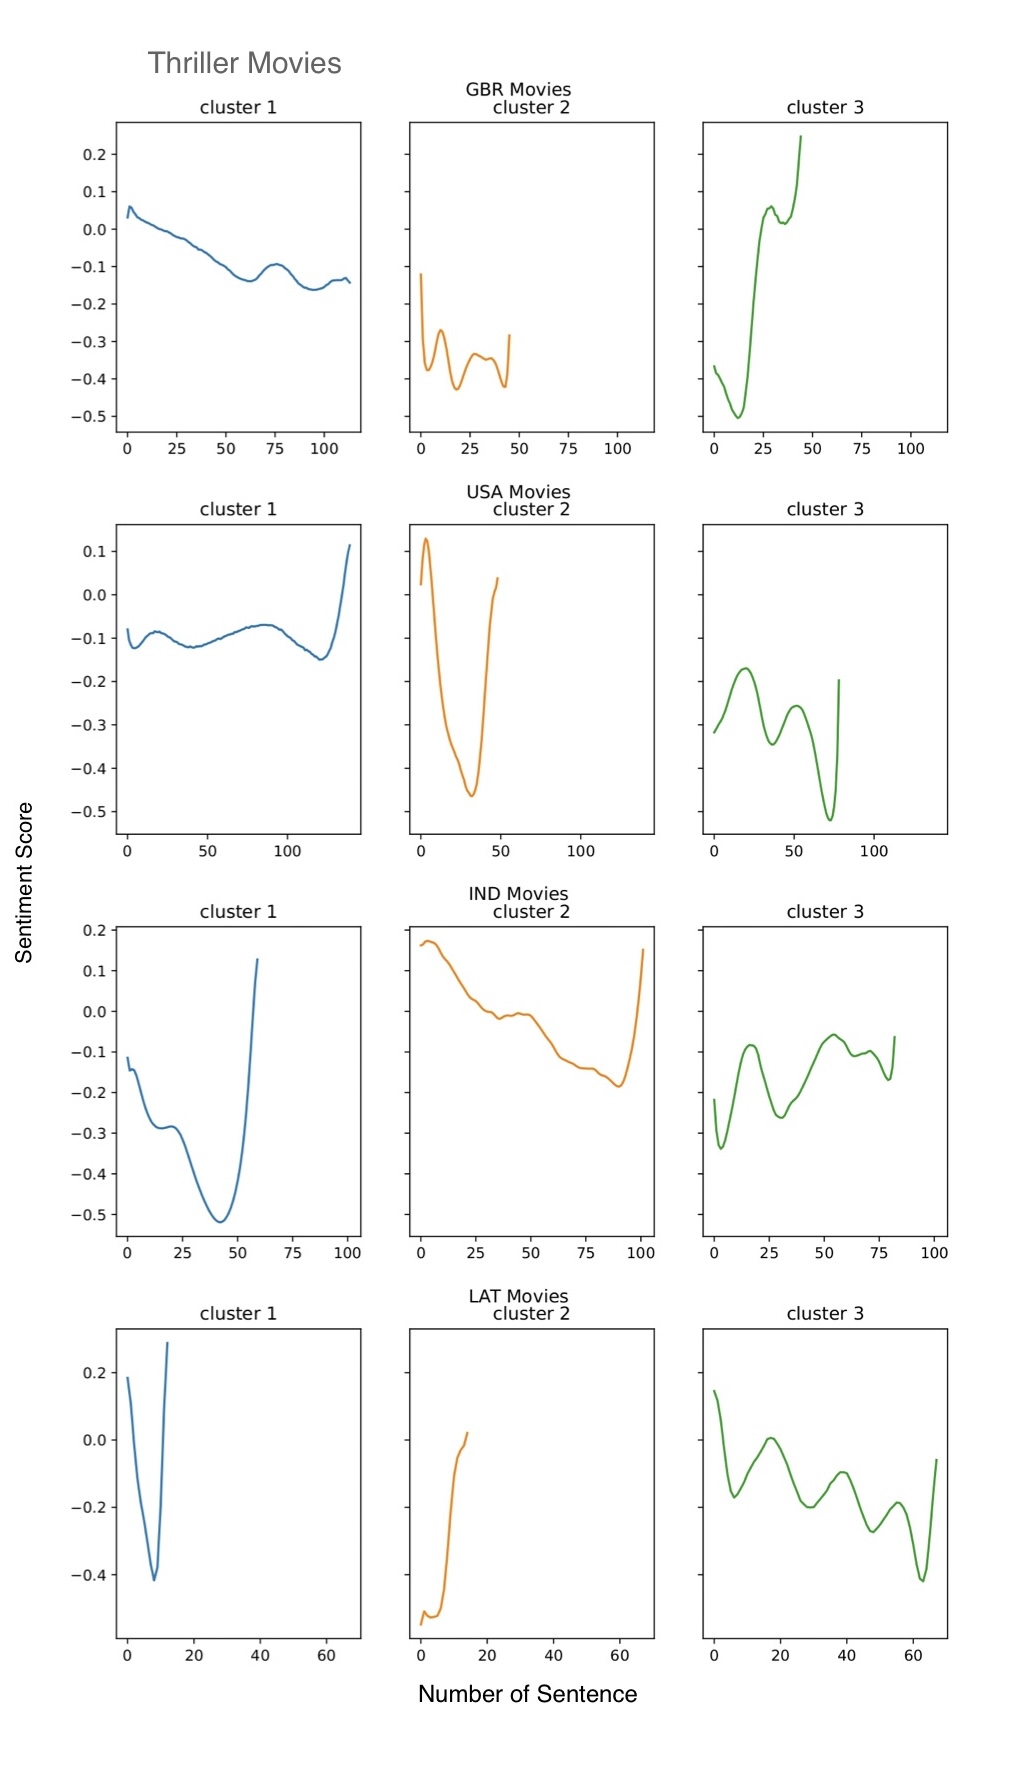 Thriller Movies
GBR Movies
cluster 1 cluster 2 cluster 3
0.2
0.1
0.0
−0.1
−0.2
−0.3
−0.4
−0.5
0 25 50 75 100 0 25 50 75 100 0 25 50 75 100
USA Movies
cluster 1 cluster 2 cluster 3
0.1
0.0
−0.1
−0.2
−0.3
−0.4
−0.5
0 50 100 0 50 100 0 50 100
Sentiment Score
IND Movies
cluster 1 cluster 2 cluster 3
0.2
0.1
0.0
−0.1
−0.2
−0.3
−0.4
−0.5
0 25 50 75 100 0 25 50 75 100 0 25 50 75 100
LAT Movies
cluster 1 cluster 2 cluster 3
0.2
0.0
−0.2
−0.4
0 20 40 60 0 20 40 60 0 20 40 60
Number of Sentence